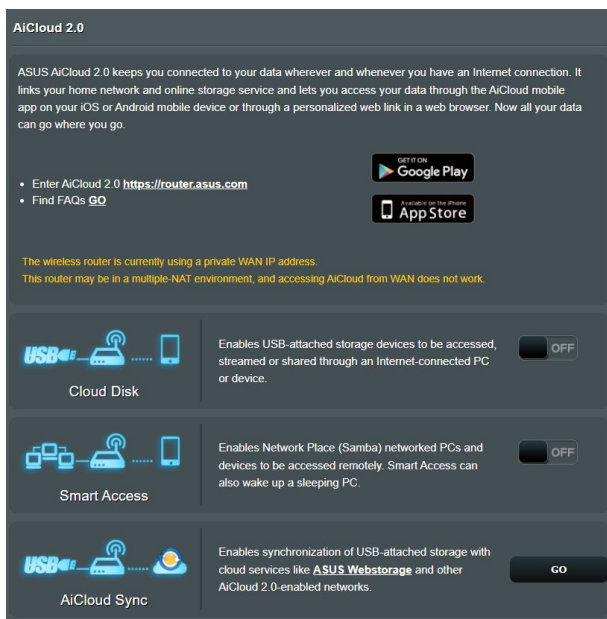 AiCloud 2.0
ASUS AiCloud 2.0 keeps you connected to your data wherever and whenever you have an Internet connection. It
links your home network and online storage service and lets you access your data through the AiCloud mobile
app on your iOS or Android mobile device or through a personalized web link in a web browser. Now all your data
can go where you go.
GET IT ON
Google Play
• Enter AiCloud 2.0 https://router.asus.com
• Find FAQs GO
Available on the iPhone
App Store
The wireless router is currently using a private WAN IP address.
This router may be in a multiple-NAT environment, and accessing AiCloud from WAN does not work.
USB
Cloud Disk
Enables USB-attached storage devices to be accessed,
streamed or shared through an Internet-connected PC
or device.
OFF
Smart Access
Enables Network Place (Samba) networked PCs and
devices to be accessed remotely. Smart Access can
also wake up a sleeping PC.
OFF
USB
AiCloud Sync
Enables synchronization of USB-attached storage with
cloud services like ASUS Webstorage and other
AiCloud 2.0-enabled networks.
GO